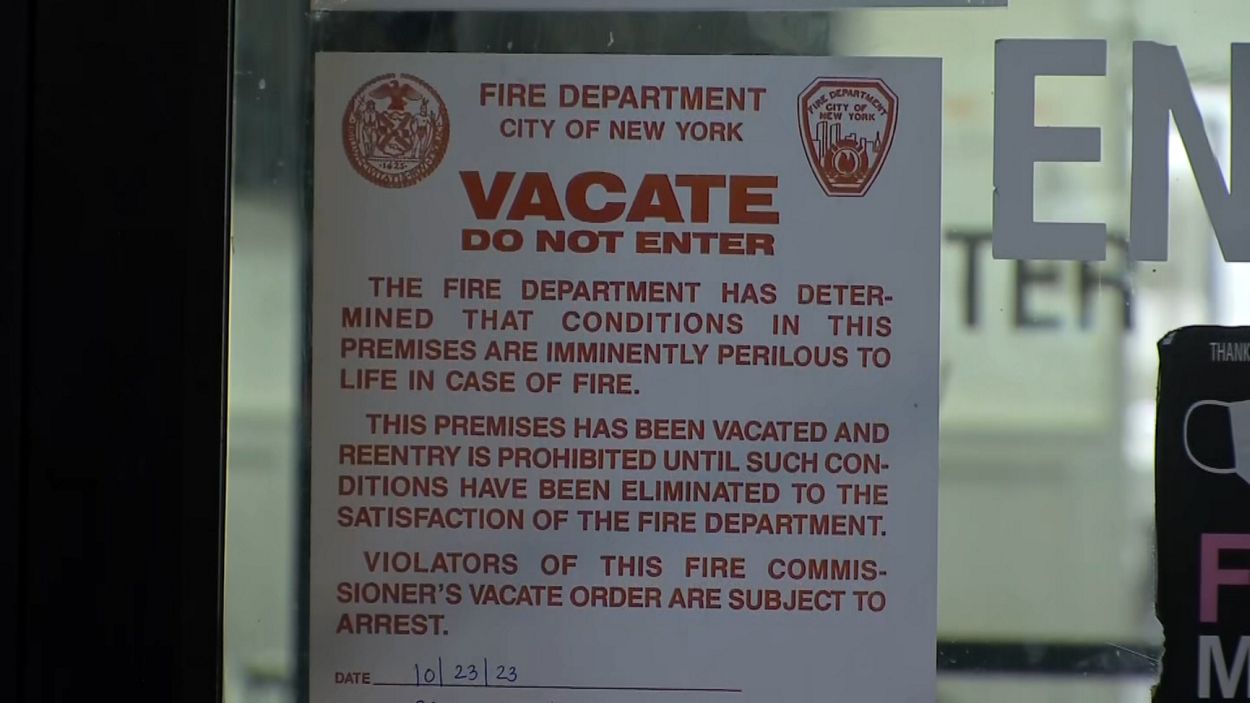 FIRE DEPARTMENT
CITY OF NEW YORK
FIRE DEPARTMENT
CITY OF
NEW YORK
VACATE
DO NOT ENTER
THE FIRE DEPARTMENT HAS DETER-
MINED THAT CONDITIONS IN THIS
PREMISES ARE IMMINENTLY PERILOUS TO
LIFE IN CASE OF FIRE.
THIS PREMISES HAS BEEN VACATED AND
REENTRY IS PROHIBITED UNTIL SUCH CON-
DITIONS HAVE BEEN ELIMINATED TO THE
SATISFACTION OF THE FIRE DEPARTMENT.
VIOLATORS OF THIS FIRE COMMIS-
SIONER'S VACATE ORDER ARE SUBJECT TO
ARREST.
DATE 10/23/23
EN
TER
THANK
F
M